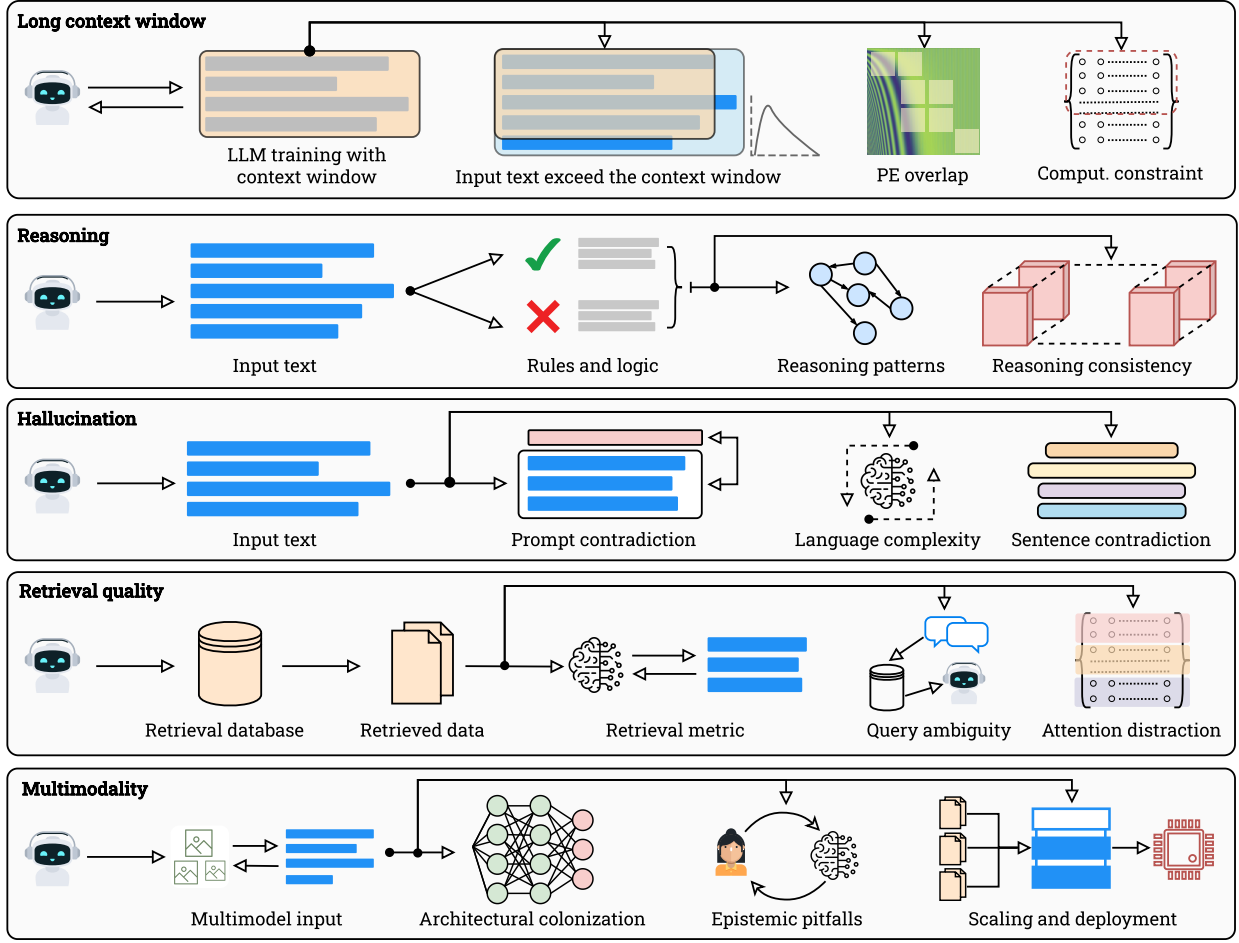 Long context window
LLM training with
context window
Input text exceed the context window
PE overlap
Comput. constraint
Reasoning
Input text
Rules and logic
Reasoning patterns
Reasoning consistency
Hallucination
Input text
Prompt contradiction
Language complexity
Sentence contradiction
Retrieval quality
Retrieval database
Retrieved data
Retrieval metric
Query ambiguity
Attention distraction
Multimodality
Multimodel input
Architectural colonization
Epistemic pitfalls
Scaling and deployment